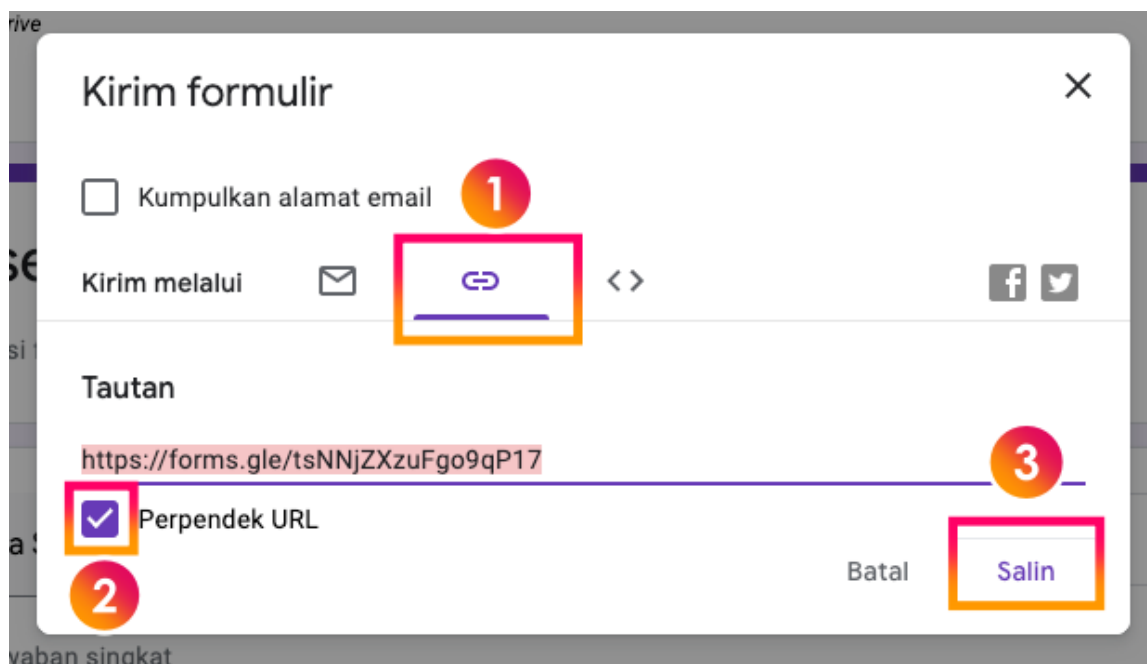 rive
Kirim formulir
Kumpulkan alamat email
1
Kirim melalui
Tautan
https://forms.gle/tsNNjZXzuFgo9qP17
3
Perpendek URL
2
Batal
Salin
waban singkat